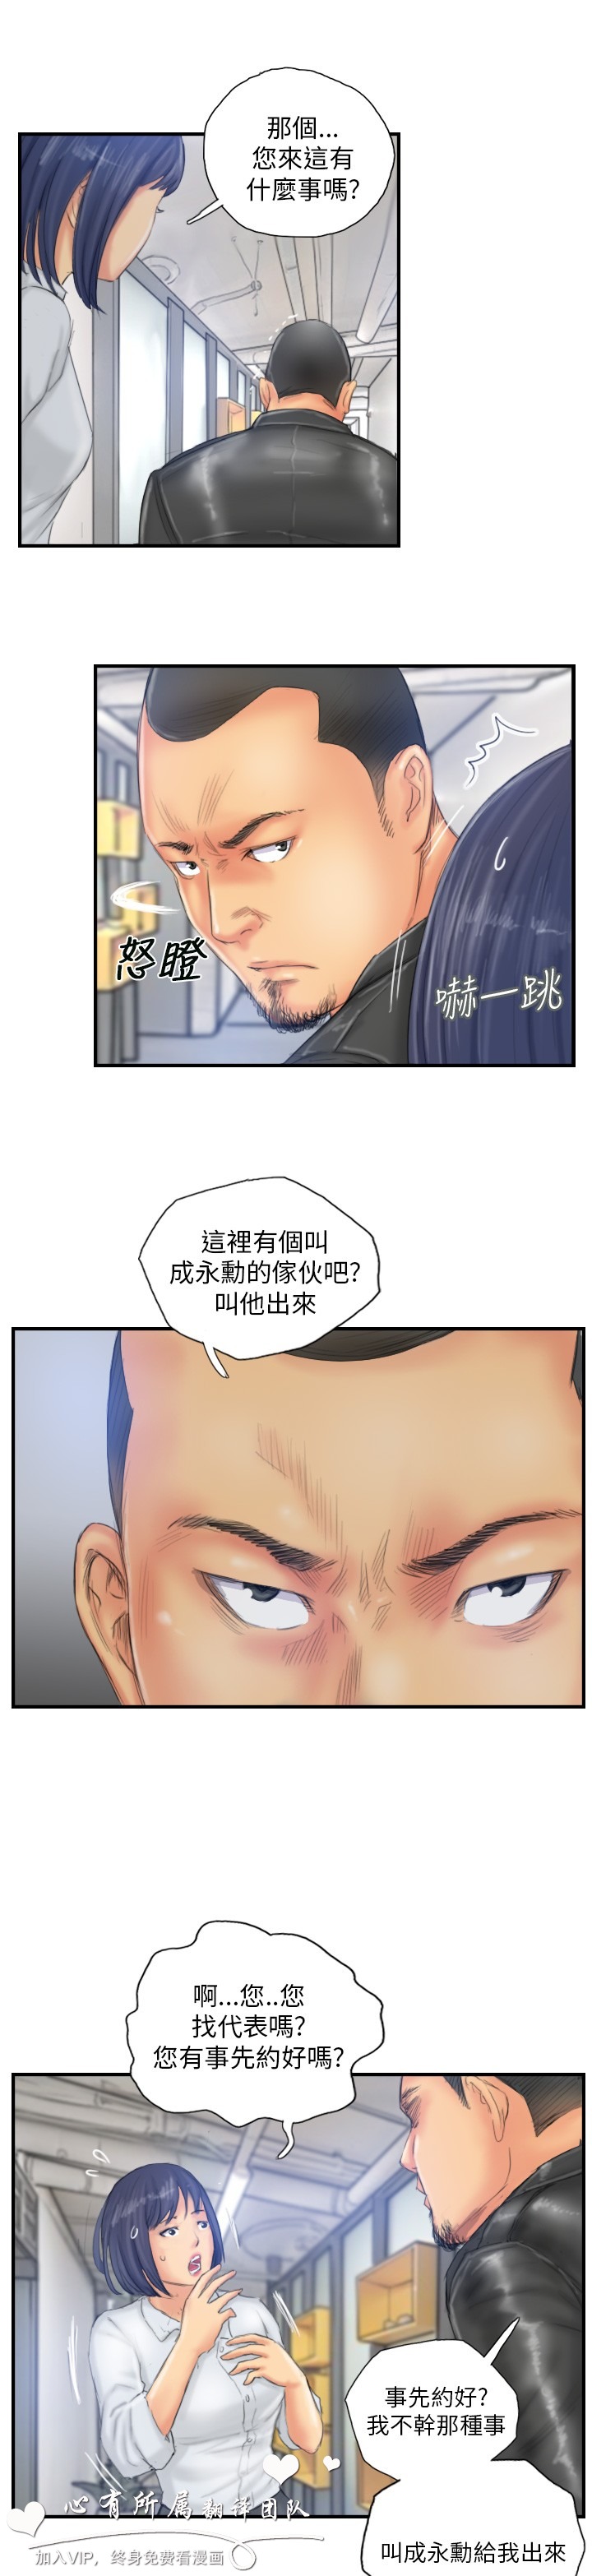 那個...
您來這有
什麼事嗎?
怒瞪
嚇一跳
這裡有個叫
成永勳的傢伙吧?
叫他出來
啊...您..您
找代表嗎?
您有事先約好嗎?
事先約好?
我不幹那種事
叫成永勳給我出來
心有所属翻译团队
加入VIP，终身免费看漫画